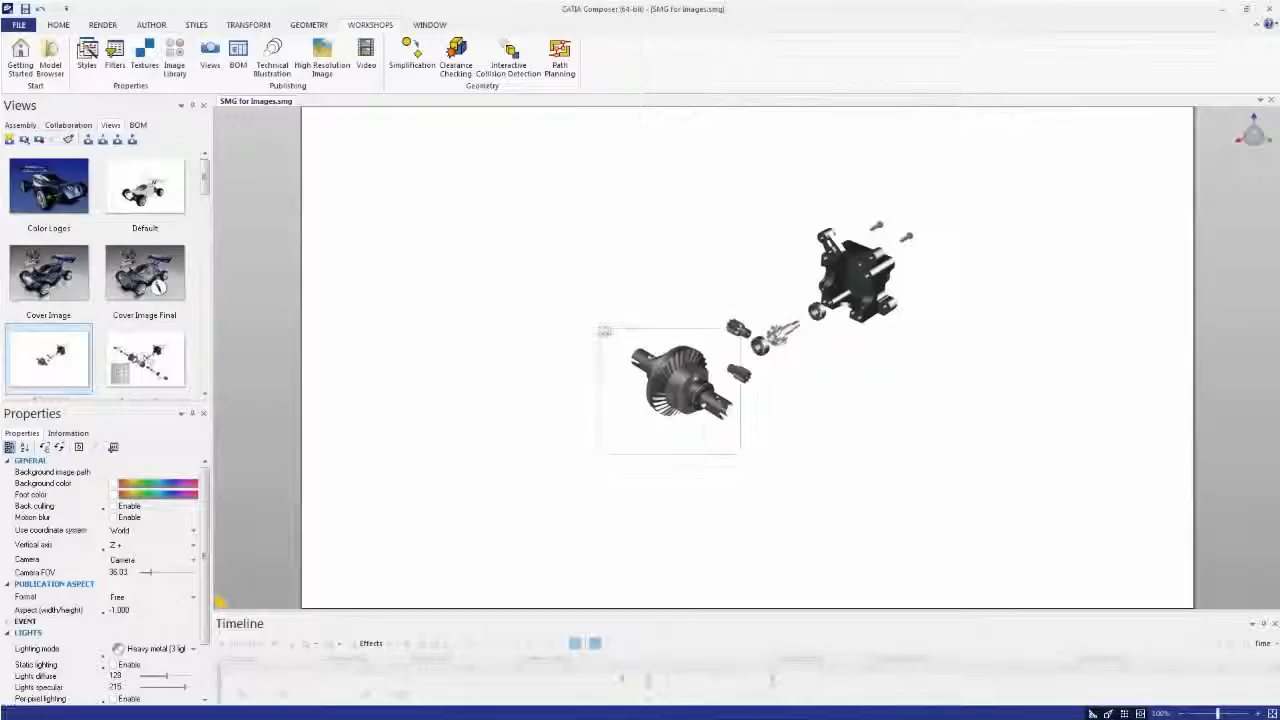 CATIA Composer (64-bit) - [SMG for Images.smg]
FILE HOME RENDER AUTHOR STYLES TRANSFORM GEOMETRY WORKSHOPS WINDOW
Getting Started Model Browser Styles Filters Textures Image Library Views BOM Technical Illustration High Resolution Image Video Simplification Clearance Checking Interactive Collision Detection Path Planning
Start Properties Publishing Geometry
Views
SMG for Images.smg
Assembly Collaboration Views BOM
Color Logos Default
Cover Image Cover Image Final
Properties
Properties Information
GENERAL
Background image path
Background color
Foot color
Back culling Enable
Motion blur Enable
Use coordinate system World
Vertical axis Z +
Camera Camera
Camera FOV 36.03
PUBLICATION ASPECT
Format Free
Aspect (width/height) -1.000
EVENT
LIGHTS
Lighting mode Heavy metal (3 ligl
Static lighting Enable
Lights diffuse 128
Lights specular 215
Per-pixel lighting Enable
Timeline
Effects Time
100%